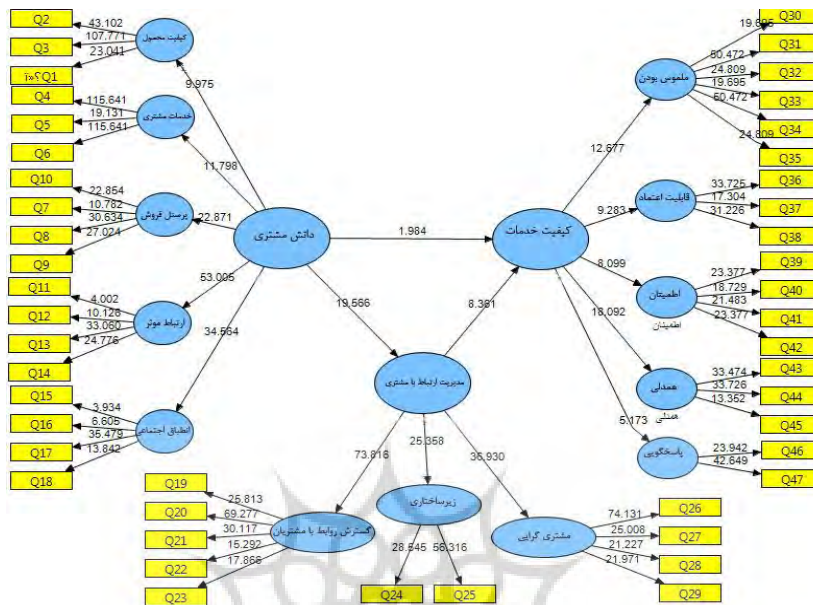 Q2
43.102
Q3
107.771
23.041
ï»؟Q1
کیفیت محصول
9.975
Q4
115.641
Q5
19.131
115.641
Q6
خدمات مشتری
11.798
Q10
22.854
Q7
10.782
Q8
30.634
27.024
Q9
پرسنل فروش
22.871
Q11
4.002
Q12
10.126
Q13
33.060
24.776
Q14
ارتباط موثر
53.005
Q15
3.934
Q16
6.605
Q17
35.479
13.842
Q18
انطباق اجتماعی
34.564
دانش مشتری
1.984
کیفیت خدمات
19.566
8.361
مدیریت ارتباط با مشتری
73.816
25.358
35.930
گسترش روابط با مشتریان
Q19
25.813
Q20
69.277
Q21
30.117
Q22
15.292
17.866
Q23
زیرساختاری
28.645
55.316
Q24
Q25
مشتری گرایی
74.131
Q26
25.008
Q27
21.227
Q28
21.971
Q29
12.677
ملموس بودن
19.695
Q30
50.472
Q31
24.809
Q32
19.695
Q33
50.472
Q34
24.809
Q35
9.283
قابلیت اعتماد
33.725
Q36
17.304
Q37
31.226
Q38
8.099
اطمینان
اطمینان
23.377
Q39
18.729
Q40
21.483
Q41
23.377
Q42
18.092
همدلی
همدلی
33.474
Q43
33.726
Q44
13.352
Q45
5.173
پاسخگویی
23.942
Q46
42.649
Q47